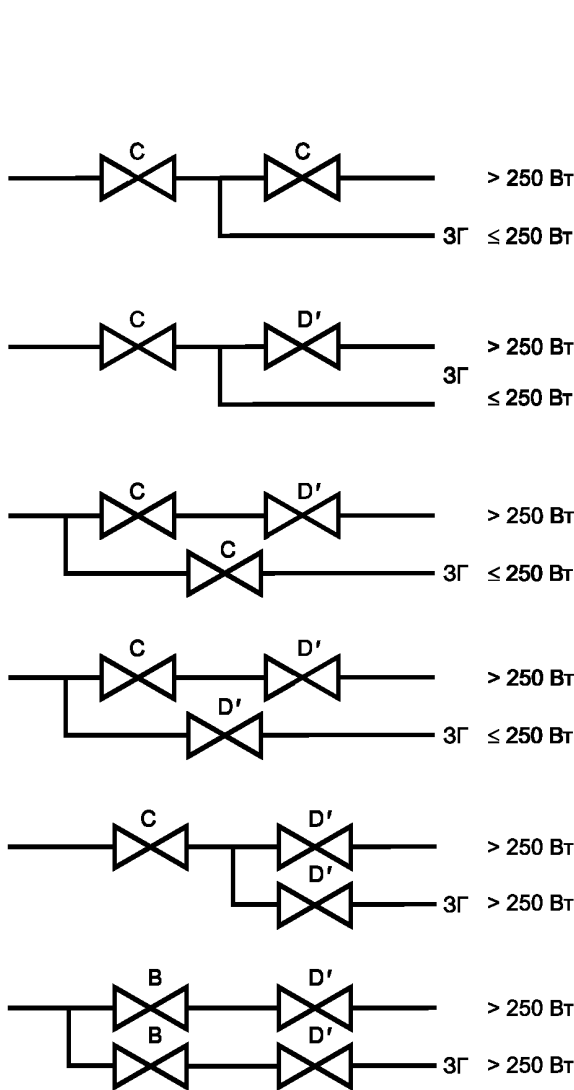 C C > 250 Вт
ЗГ ≤ 250 Вт
C D′ > 250 Вт
ЗГ
≤ 250 Вт
C D′ > 250 Вт
C ЗГ ≤ 250 Вт
C D′ > 250 Вт
D′ ЗГ ≤ 250 Вт
C D′ > 250 Вт
D′ ЗГ > 250 Вт
B D′ > 250 Вт
B D′ ЗГ > 250 Вт